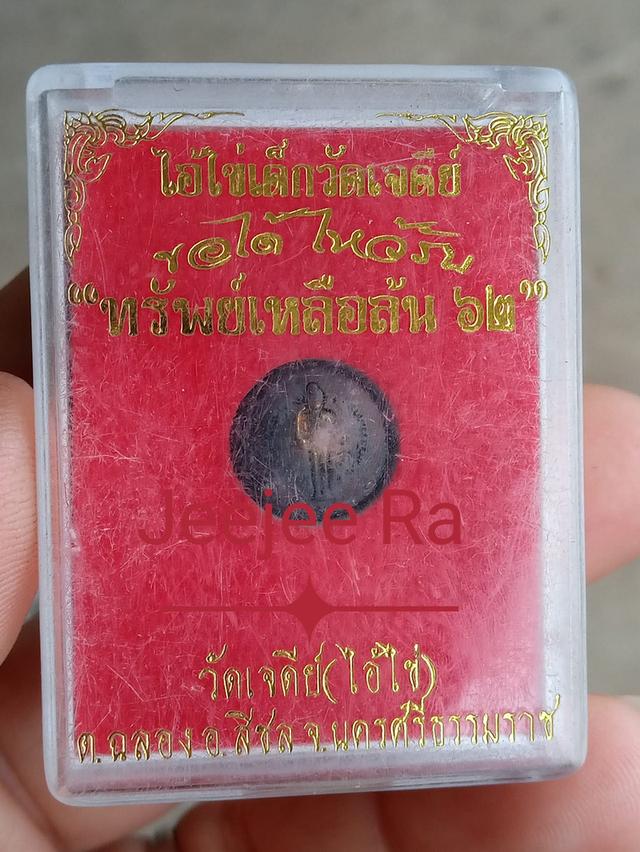 ไอ้ไข่เด็กวัดเจดีย์
ขอได้ ไหว้รับ
“ทรัพย์เหลือล้น ๖๒”
Jeejee Ra
วัดเจดีย์(ไอ้ไข่)
ต.ฉลอง อ.สิชล จ.นครศรีธรรมราช